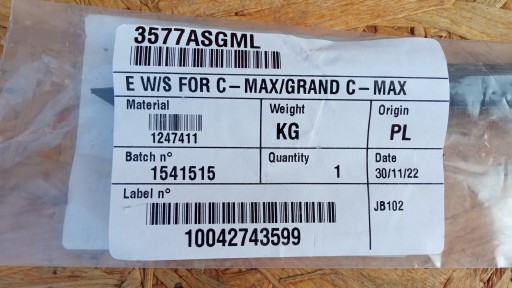 3577ASGML
E W/S FOR C-MAX/GRAND C-MAX
Material Weight Origin
1247411 KG PL
Batch n° Quantity Date
1541515 1 30/11/22
Label n° JB102
10042743599